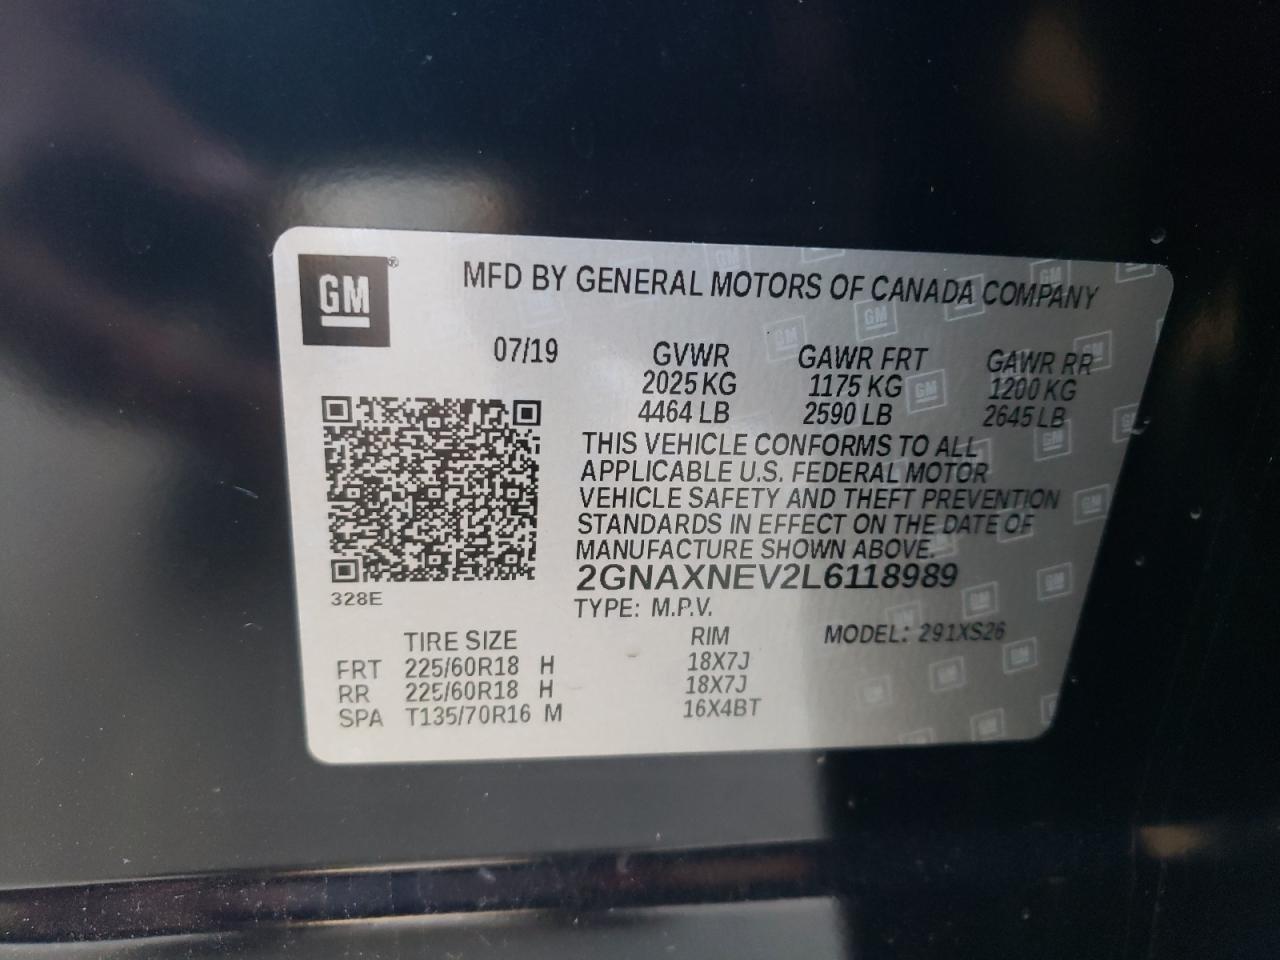 GM®
MFD BY GENERAL MOTORS OF CANADA COMPANY
07/19 GVWR GAWR FRT GAWR RR
2025 KG 1175 KG 1200 KG
4464 LB 2590 LB 2645 LB
THIS VEHICLE CONFORMS TO ALL
APPLICABLE U.S. FEDERAL MOTOR
VEHICLE SAFETY AND THEFT PREVENTION
STANDARDS IN EFFECT ON THE DATE OF
MANUFACTURE SHOWN ABOVE.
2GNAXNEV2L6118989
328E
TYPE: M.P.V.
TIRE SIZE RIM MODEL: 291XS26
FRT 225/60R18 H 18X7J
RR 225/60R18 H 18X7J
SPA T135/70R16 M 16X4BT